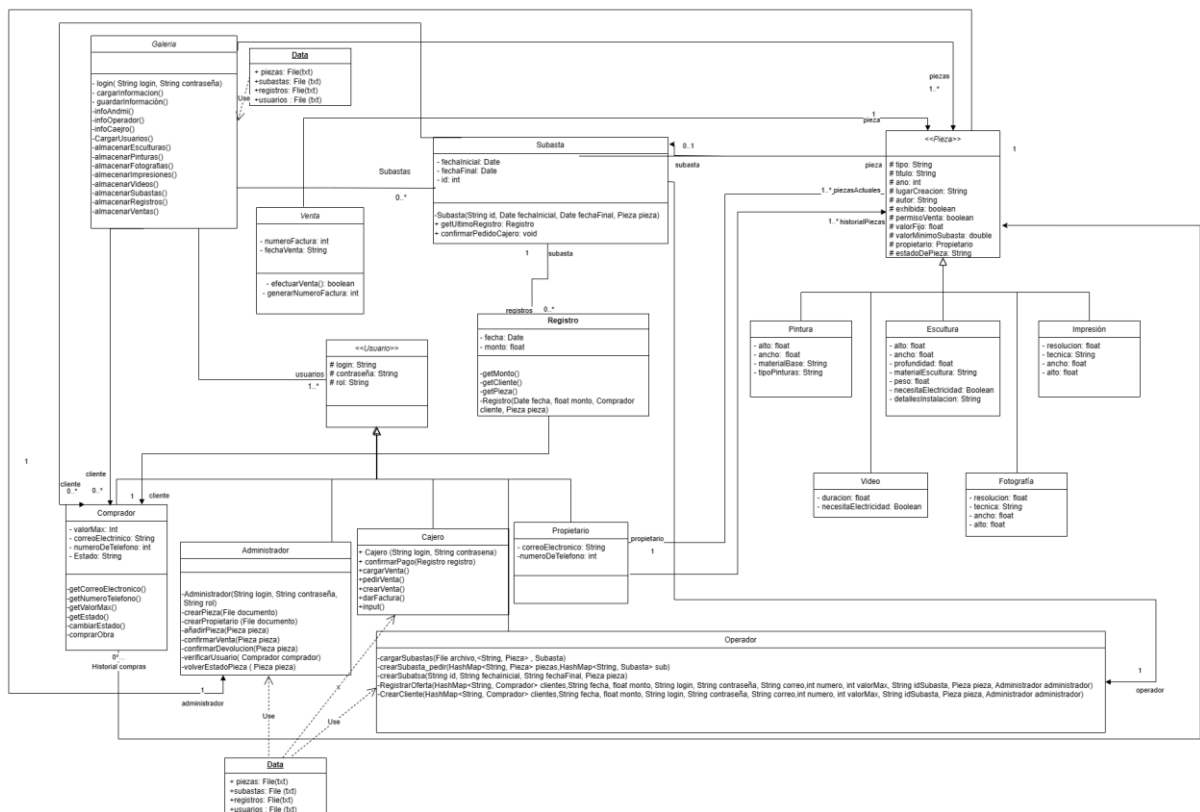 Galeria
- login( String login, String contraseña)
- cargarInformacion()
- guardarInformación()
-infoAndmi()
-infoOperador()
-infoCaejro()
-CargarUsuarios()
-almacenarEsculturas()
-almacenarPinturas()
-almacenarFotografias()
-almacenarImpresiones()
-almacenarVideos()
-almacenarSubastas()
-almacenarRegistros()
-almacenarVentas()
Data
+ piezas: File(txt)
+subastas: File (txt)
+registros: File(txt)
+usuarios : File (txt)
Use
piezas
1..*
1
pieza
Subasta
- fechaInicial: Date
- fechaFinal: Date
- id: int
-Subasta(String id, Date fechaInicial, Date fechaFinal, Pieza pieza)
+ getUltimoRegistro: Registro
+ confirmarPedidoCajero: void
0..1
subasta
pieza
Subastas
0..*
<<Pieza>>
# tipo: String
# titulo: String
# ano: int
# lugarCreacion: String
# autor: String
# exhibida: boolean
# permisoVenta: boolean
# valorFijo: float
# valorMinimoSubasta: double
# propietario: Propietario
# estadoDePieza: String
1
1..*
piezasActuales
1..* historialPiezas
Venta
- numeroFactura: int
- fechaVenta: String
- efectuarVenta(): boolean
- generarNumeroFactura: int
1
subasta
registros
0..*
Registro
- fecha: Date
- monto: float
-getMonto()
-getCliente()
-getPieza()
-Registro(Date fecha, float monto, Comprador
cliente, Pieza pieza)
<<Usuario>>
# login: String
# contraseña: String
# rol: String
usuarios
1..*
Pintura
- alto: float
- ancho: float
- materialBase: String
- tipoPinturas: String
Escultura
- alto: float
- ancho: float
- profundidad: float
- materialEscultura: String
- peso: float
- necesitaElectricidad: Boolean
- detallesInstalacion: String
Impresión
- resolucion: float
- tecnica: String
- ancho: float
- alto: float
Video
- duracion: float
- necesitaElectricidad: Boolean
Fotografía
- resolucion: float
- tecnica: String
- ancho: float
- alto: float
1
cliente
0..*
cliente
0..*
1
cliente
Comprador
- valorMax: Int
- correoElectrinico: String
- numeroDeTelefono: int
- Estado: String
-getCorreoElectronico()
-getNumeroTelefono()
-getValorMax()
-getEstado()
-cambiarEstado()
-comprarObra
Historial compras
Administrador
-Administrador(String login, String contraseña,
String rol)
-crearPieza(File documento)
-crearPropietario (File documento)
-añadirPieza(Pieza pieza)
-confirmarVenta(Pieza pieza)
-confirmarDevolucion(Pieza pieza)
-verificarUsuario( Comprador comprador)
-volverEstadoPieza ( Pieza pieza)
1
administrador
Cajero
+ Cajero (String login, String contrasena)
+ confirmarPago(Registro registro)
+cargarVenta()
+pedirVenta()
+crearVenta()
+darFactura()
+input()
Propietario
- correoElectronico: String
-numeroDeTelefono: int
propietario
1
Operador
-cargarSubastas(File archivo,<String, Pieza> , Subasta)
-crearSubasta_pedir(HashMap<String, Pieza> piezas,HashMap<String, Subasta> sub)
-crearSubatsa(String id, String fechaInicial, String fechaFinal, Pieza pieza)
-RegistrarOferta(HashMap<String, Comprador> clientes,String fecha, float monto, String login, String contraseña, String correo,int numero, int valorMax, String idSubasta, Pieza pieza, Administrador administrador)
-CrearCliente(HashMap<String, Comprador> clientes,String fecha, float monto, String login, String contraseña, String correo,int numero, int valorMax, String idSubasta, Pieza pieza, Administrador administrador)
1
operador
Use
Use
Data
+ piezas: File(txt)
+subastas: File (txt)
+registros: File(txt)
+usuarios : File (txt)